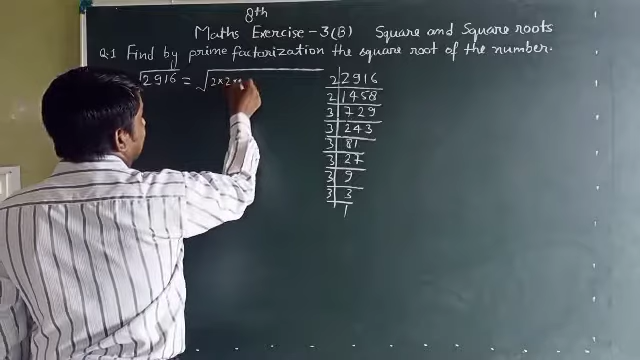 8th
Maths Exercise - 3(B) Square and Square roots
Q.1 Find by prime factorization the square root of the number.
√2916 = √2×2×
2 | 2916
2 | 1458
3 | 729
3 | 243
3 | 81
3 | 27
3 | 9
3 | 3
1